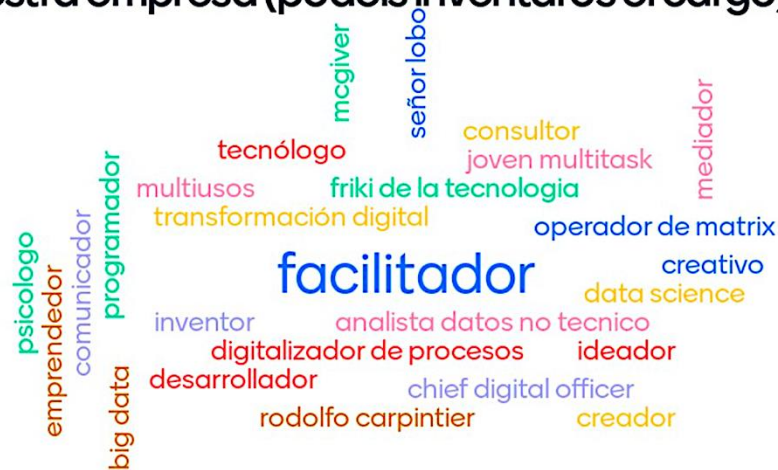 mcgiver
señor lobo
consultor
mediador
tecnólogo
joven multitask
multiusos
friki de la tecnologia
programador
transformación digital
operador de matrix
comunicador
psicologo
emprendedor
facilitador
creativo
data science
inventor
analista datos no tecnico
digitalizador de procesos
ideador
desarrollador
chief digital officer
big data
rodolfo carpintier
creador